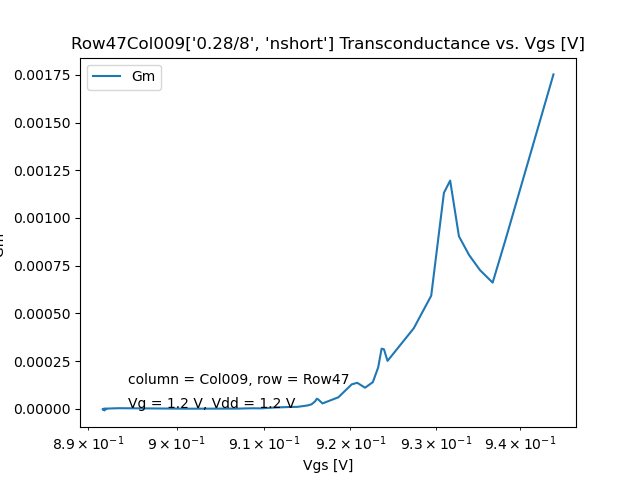 Row47Col009['0.28/8', 'nshort'] Transconductance vs. Vgs [V]
Gm
0.00175
0.00150
0.00125
0.00100
0.00075
0.00050
0.00025
0.00000
Gm
column = Col009, row = Row47
Vg = 1.2 V, Vdd = 1.2 V
8.9 × 10⁻¹ 9 × 10⁻¹ 9.1 × 10⁻¹ 9.2 × 10⁻¹ 9.3 × 10⁻¹ 9.4 × 10⁻¹
Vgs [V]